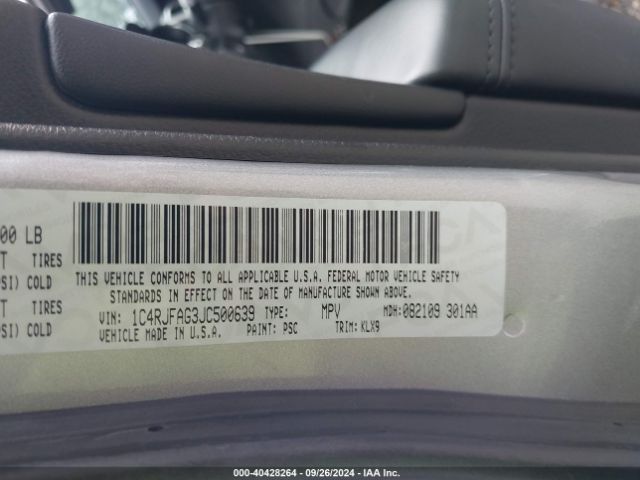 00 LB
T TIRES
PSI) COLD
T TIRES
PSI) COLD
THIS VEHICLE CONFORMS TO ALL APPLICABLE U.S.A. FEDERAL MOTOR VEHICLE SAFETY
STANDARDS IN EFFECT ON THE DATE OF MANUFACTURE SHOWN ABOVE.
VIN: 1C4RJFAG3JC500639 TYPE: MPV MDH: 082109 301AA
VEHICLE MADE IN U.S.A. PAINT: PSC TRIM: KLX9
000-40428264 - 09/26/2024 - IAA Inc.